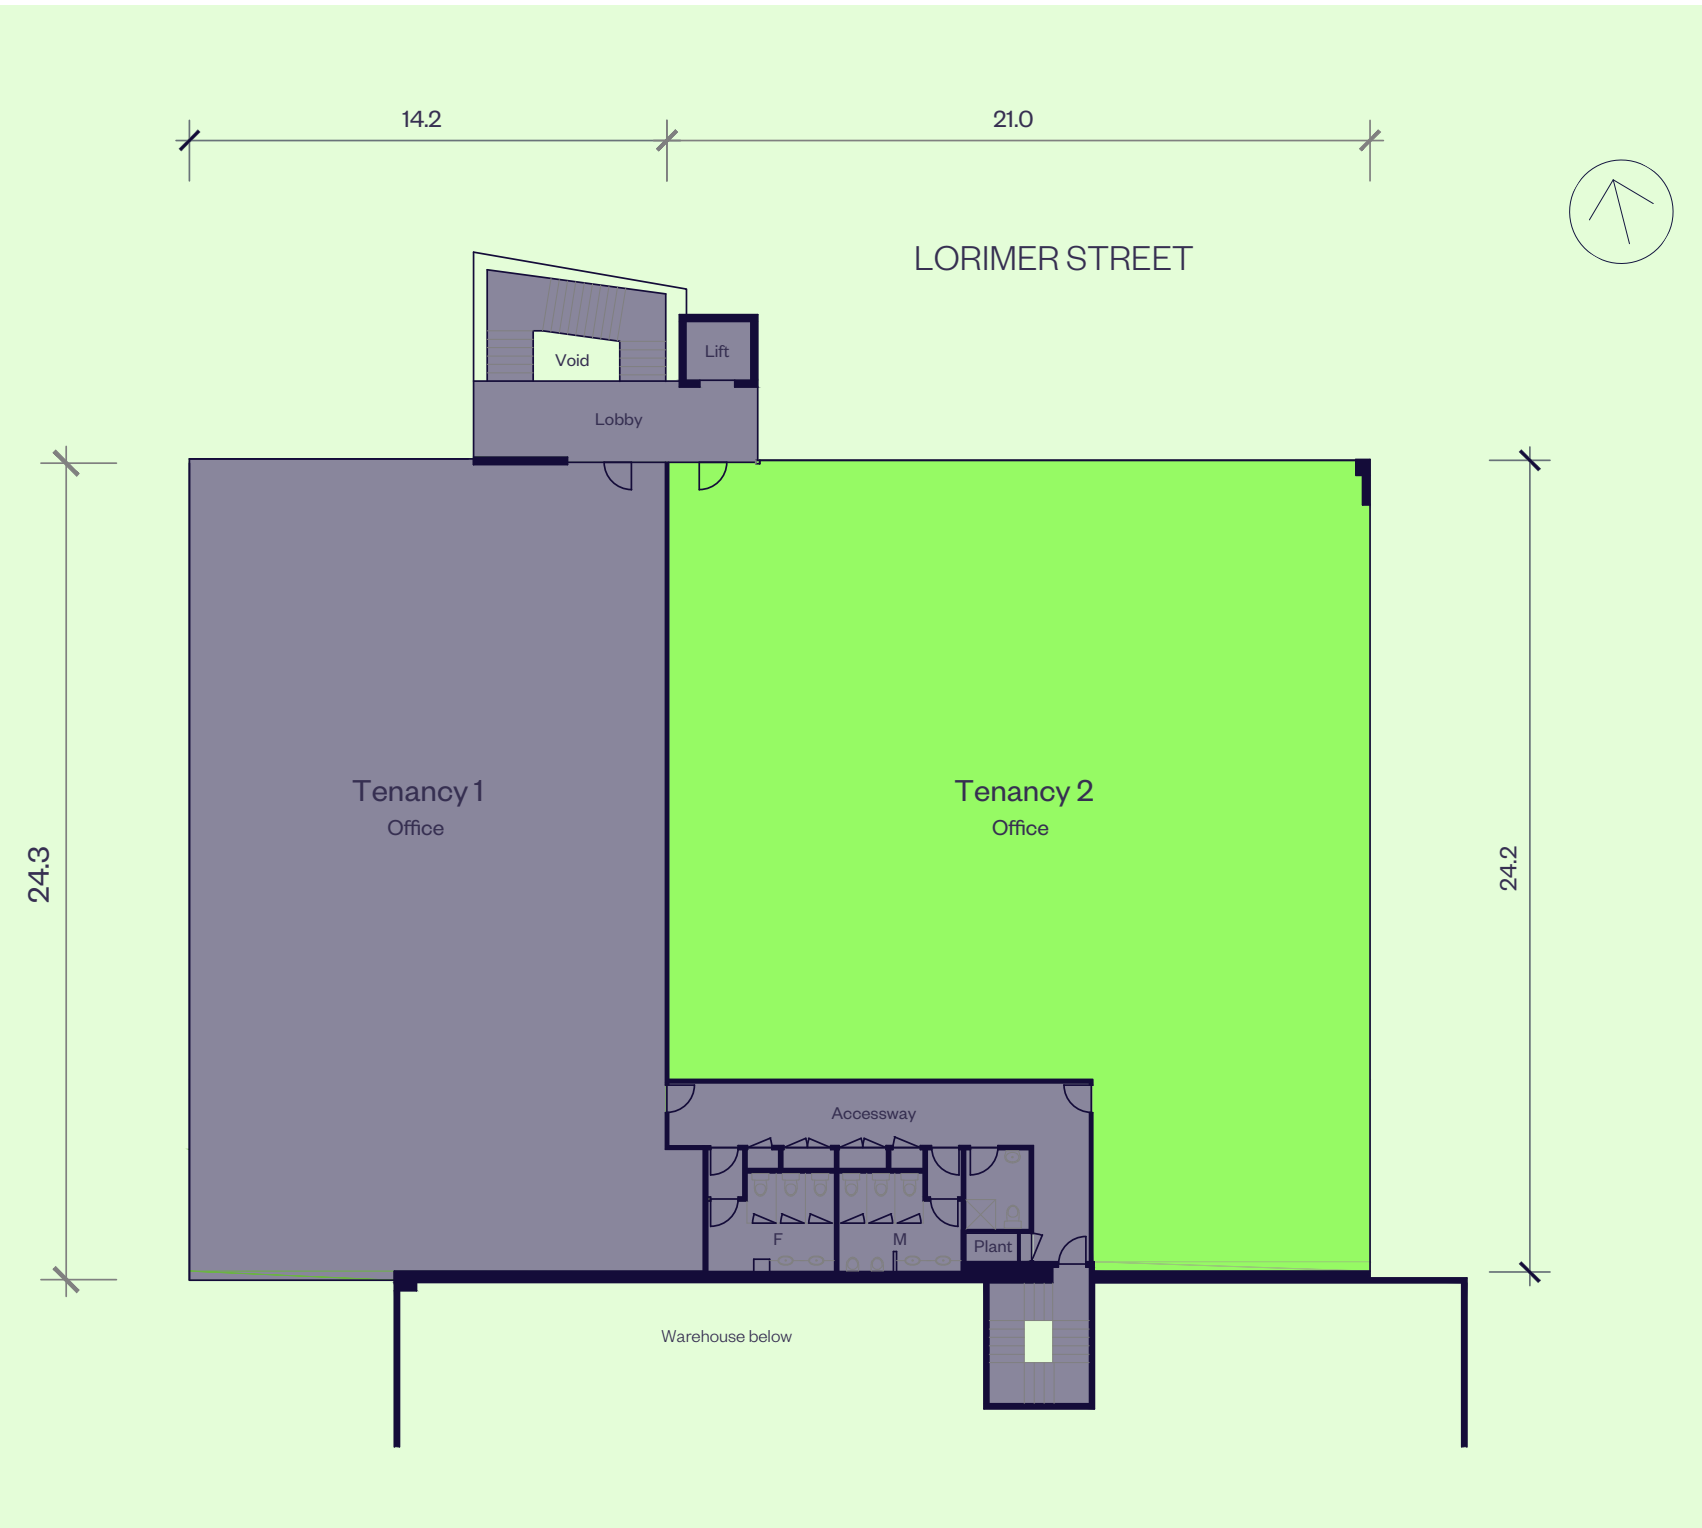 14.2
21.0
LORIMER STREET
Lift
Void
Lobby
Tenancy 1
Office
Tenancy 2
Office
24.3
24.2
Accessway
F
M
Plant
Warehouse below